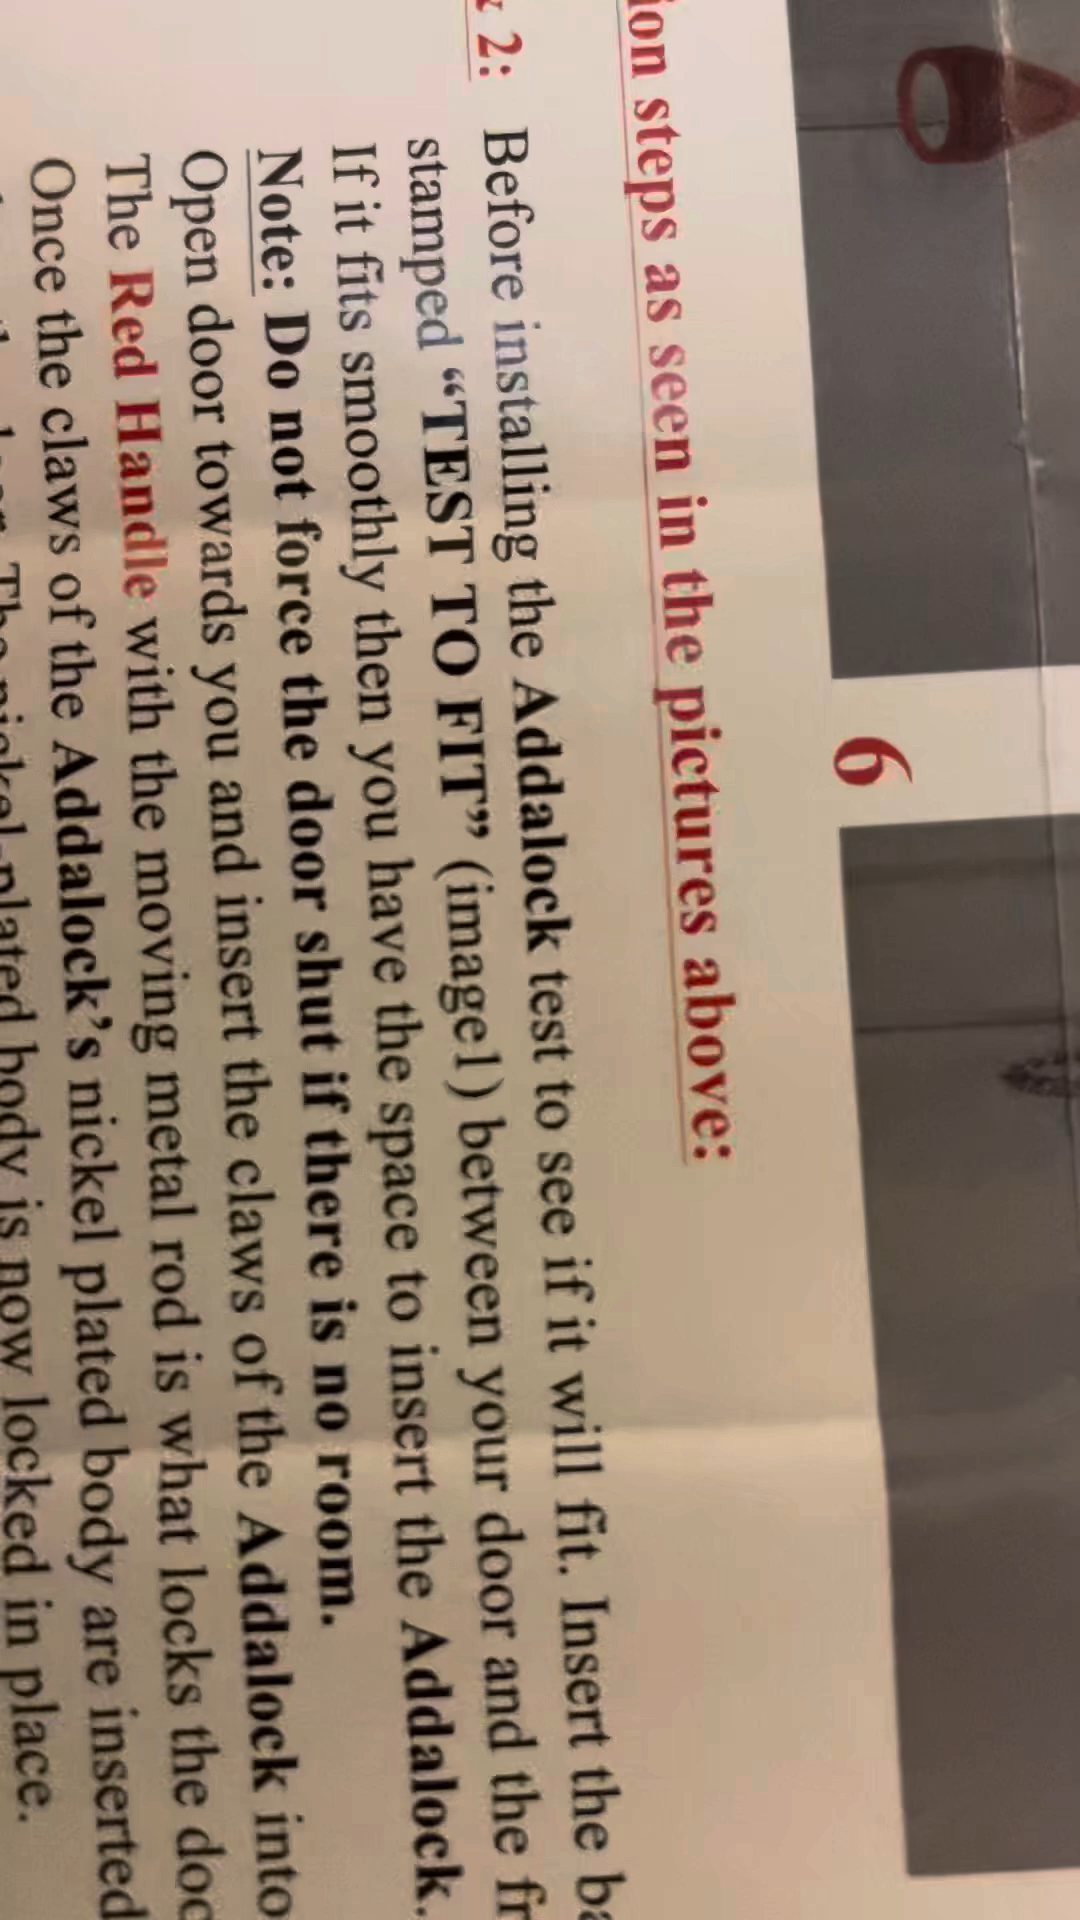 6
ion steps as seen in the pictures above:
& 2: Before installing the Addalock test to see if it will fit. Insert the
stamped “TEST TO FIT” (image1) between your door and the
If it fits smoothly then you have the space to insert the Addalock.
Note: Do not force the door shut if there is no room.
Open door towards you and insert the claws of the Addalock into
The Red Handle with the moving metal rod is what locks the
Once the claws of the Addalock’s nickel plated body are inserted
door. The nickel plated body is now locked in place.